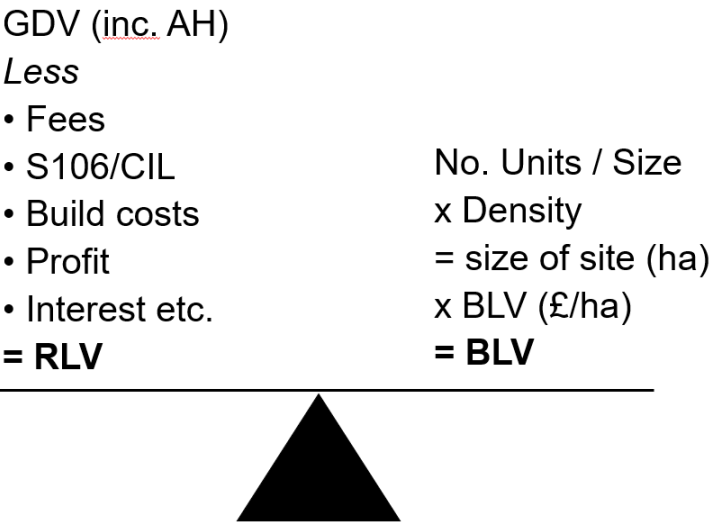 GDV (inc. AH)
Less
• Fees
• S106/CIL
• Build costs
• Profit
• Interest etc.
= RLV
No. Units / Size
x Density
= size of site (ha)
x BLV (£/ha)
= BLV